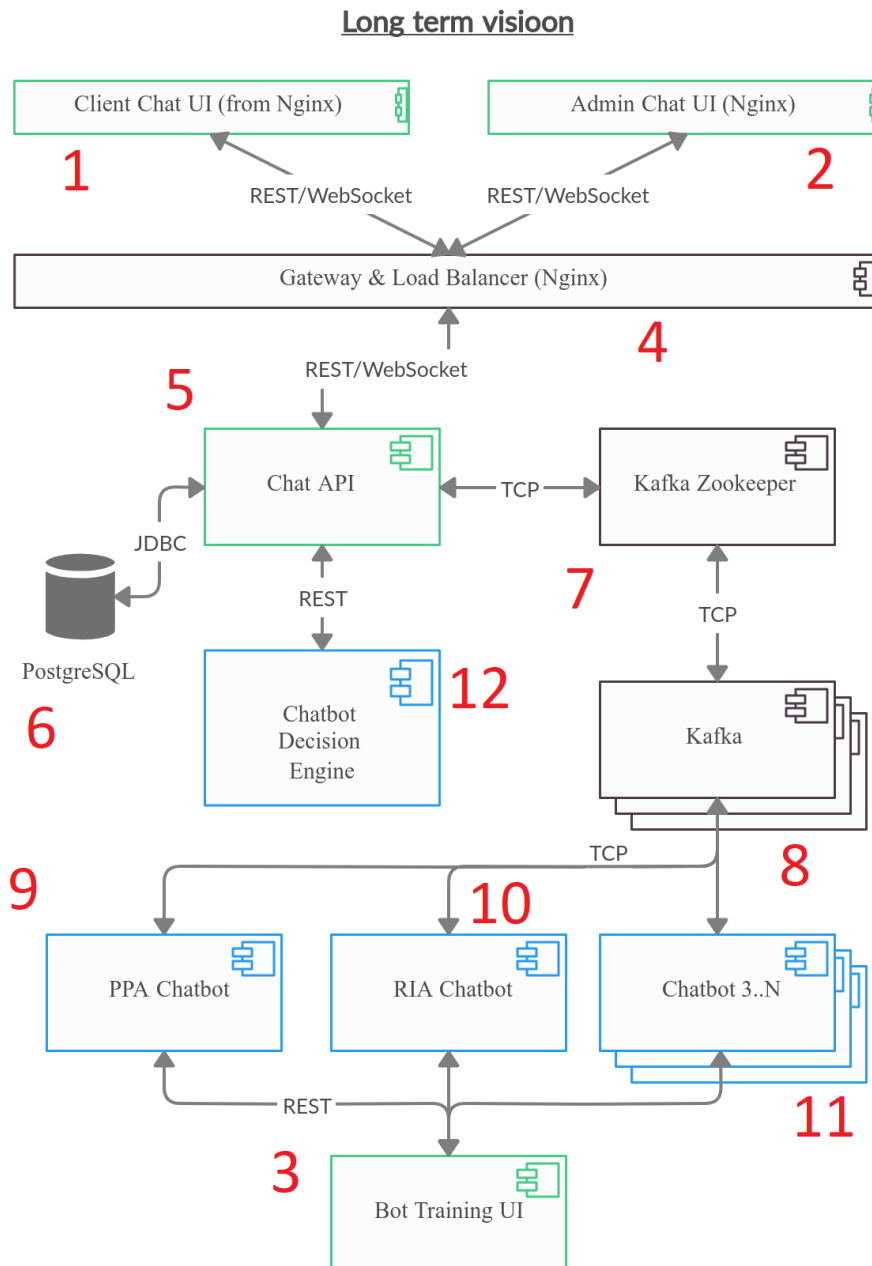 Long term visioon
Client Chat UI (from Nginx)
Admin Chat UI (Nginx)
1
2
REST/WebSocket
REST/WebSocket
Gateway & Load Balancer (Nginx)
4
REST/WebSocket
5
Chat API
TCP
Kafka Zookeeper
JDBC
7
REST
TCP
PostgreSQL
6
12
Chatbot
Decision
Engine
Kafka
TCP
8
9
10
PPA Chatbot
RIA Chatbot
Chatbot 3..N
REST
11
3
Bot Training UI